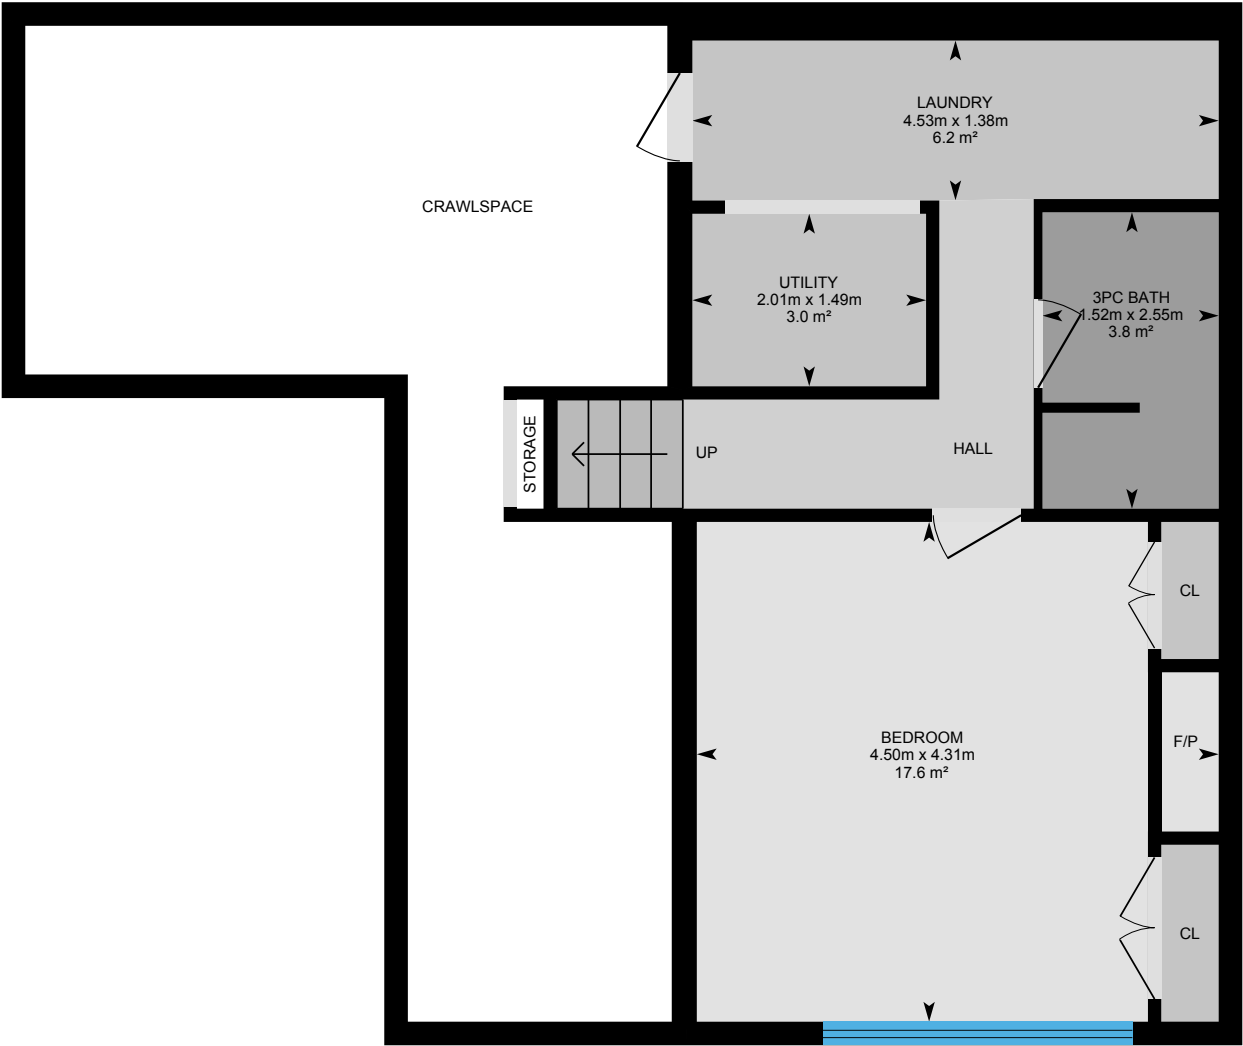 LAUNDRY
4.53m x 1.38m
6.2 m²
CRAWLSPACE
UTILITY
2.01m x 1.49m
3.0 m²
3PC BATH
1.52m x 2.55m
3.8 m²
STORAGE
UP
HALL
CL
BEDROOM
4.50m x 4.31m
17.6 m²
F/P
CL